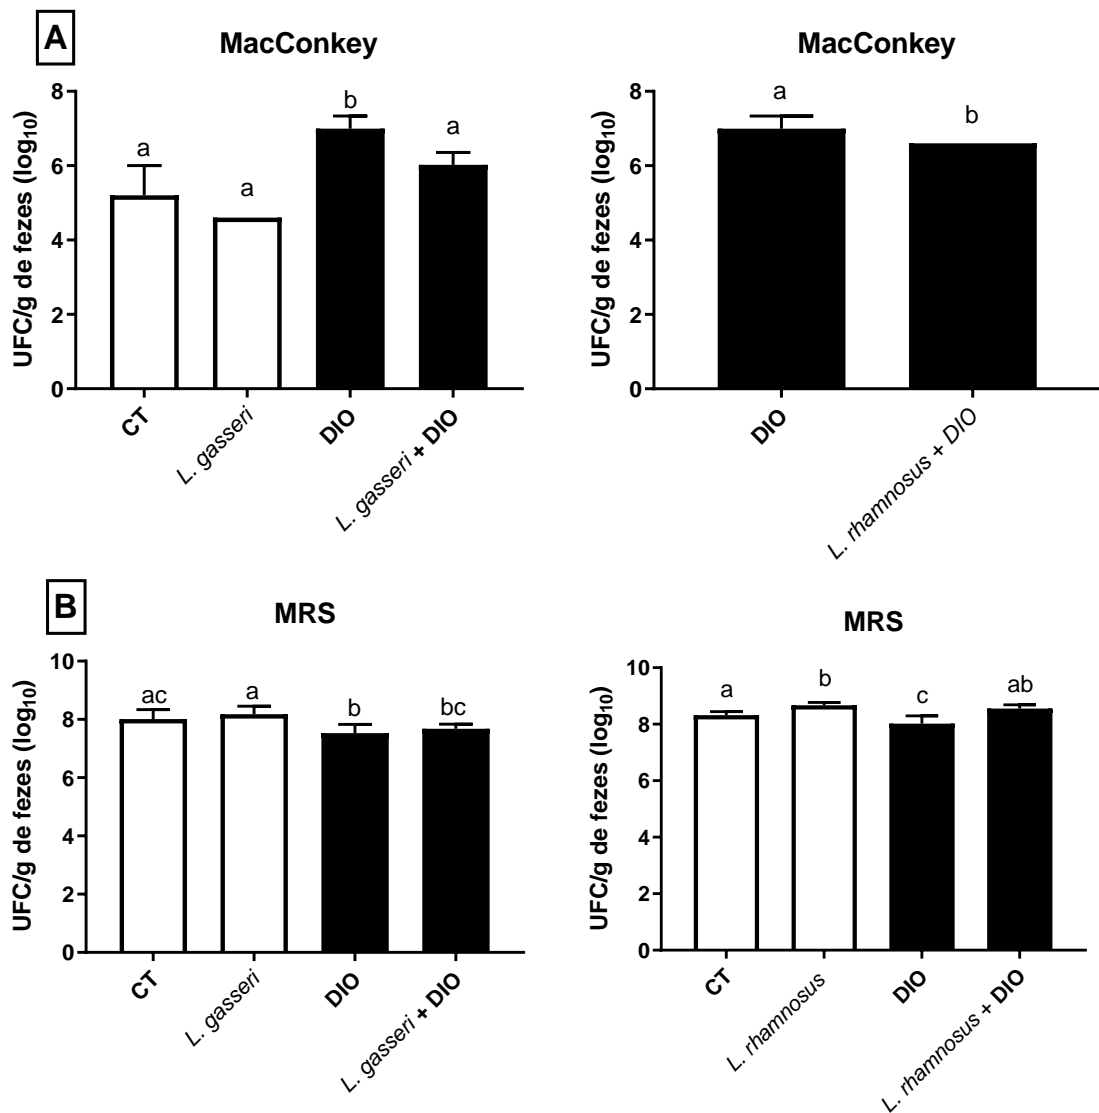 A
MacConkey
UFC/g de fezes (log₁₀)
8
6
4
2
0
a
a
b
a
CT
L. gasseri
DIO
L. gasseri + DIO
MacConkey
UFC/g de fezes (log₁₀)
8
6
4
2
0
a
b
DIO
L. rhamnosus + DIO
B
MRS
UFC/g de fezes (log₁₀)
10
8
6
4
2
0
ac
a
b
bc
CT
L. gasseri
DIO
L. gasseri + DIO
MRS
UFC/g de fezes (log₁₀)
10
8
6
4
2
0
a
b
c
ab
CT
L. rhamnosus
DIO
L. rhamnosus + DIO